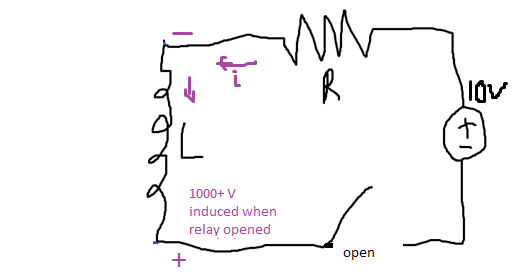 −
i
R
10V
+
−
L
1000+ V
induced when
relay opened
+
open